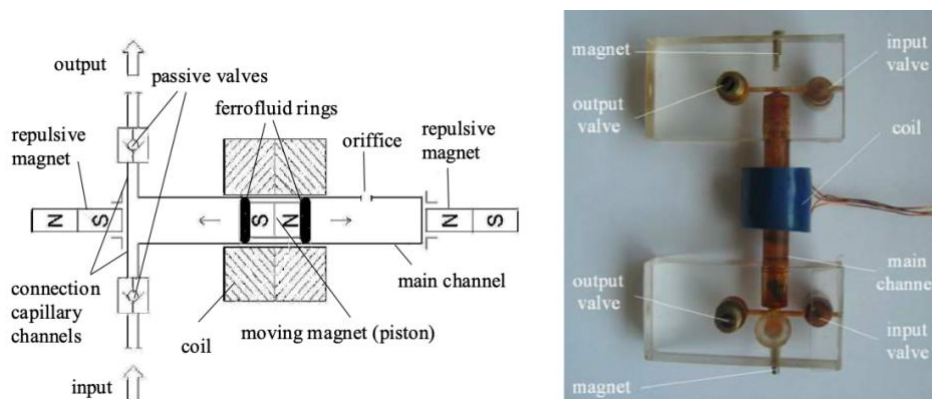 output
passive valves
ferrofluid rings
repulsive
magnet
oriffice
repulsive
magnet
N S
S N
N S
connection
capillary
channels
main channel
moving magnet (piston)
coil
input
magnet
input
valve
output
valve
coil
main
channel
output
valve
input
valve
magnet